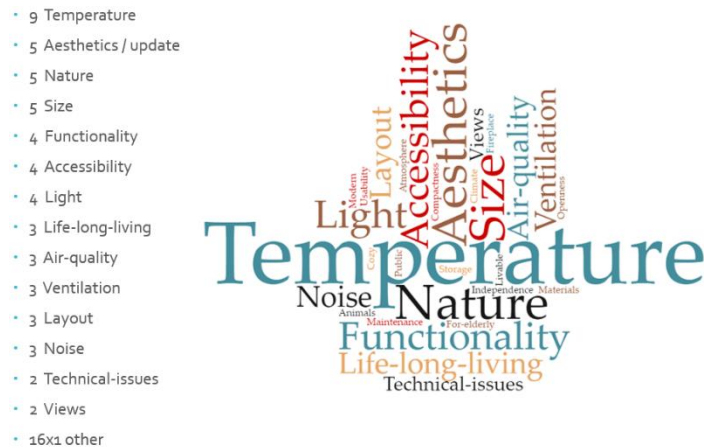 9 Temperature
5 Aesthetics / update
5 Nature
5 Size
4 Functionality
4 Accessibility
4 Light
3 Life-long-living
3 Air-quality
3 Ventilation
3 Layout
3 Noise
2 Technical-issues
2 Views
16x1 other
Aesthetics
Accessibility
Layout
Views
Fireplace
Air-quality
Ventilation
Atmosphere
Modern
Usability
Compactness
Climate
Size
Openness
Light
Temperature
Cozy
Public
Storage
Livable
Noise
Nature
Independence
Materials
Animals
Maintenance
For-elderly
Functionality
Life-long-living
Technical-issues